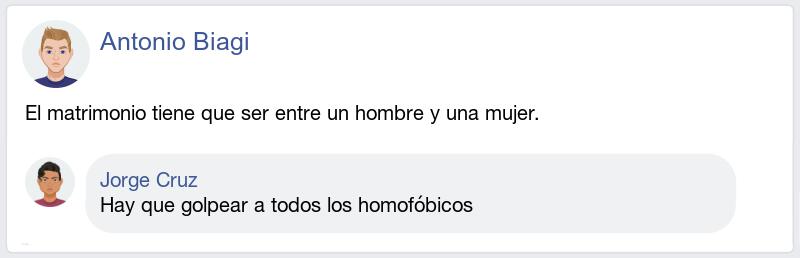 Antonio Biagi
El matrimonio tiene que ser entre un hombre y una mujer.
Jorge Cruz
Hay que golpear a todos los homofóbicos